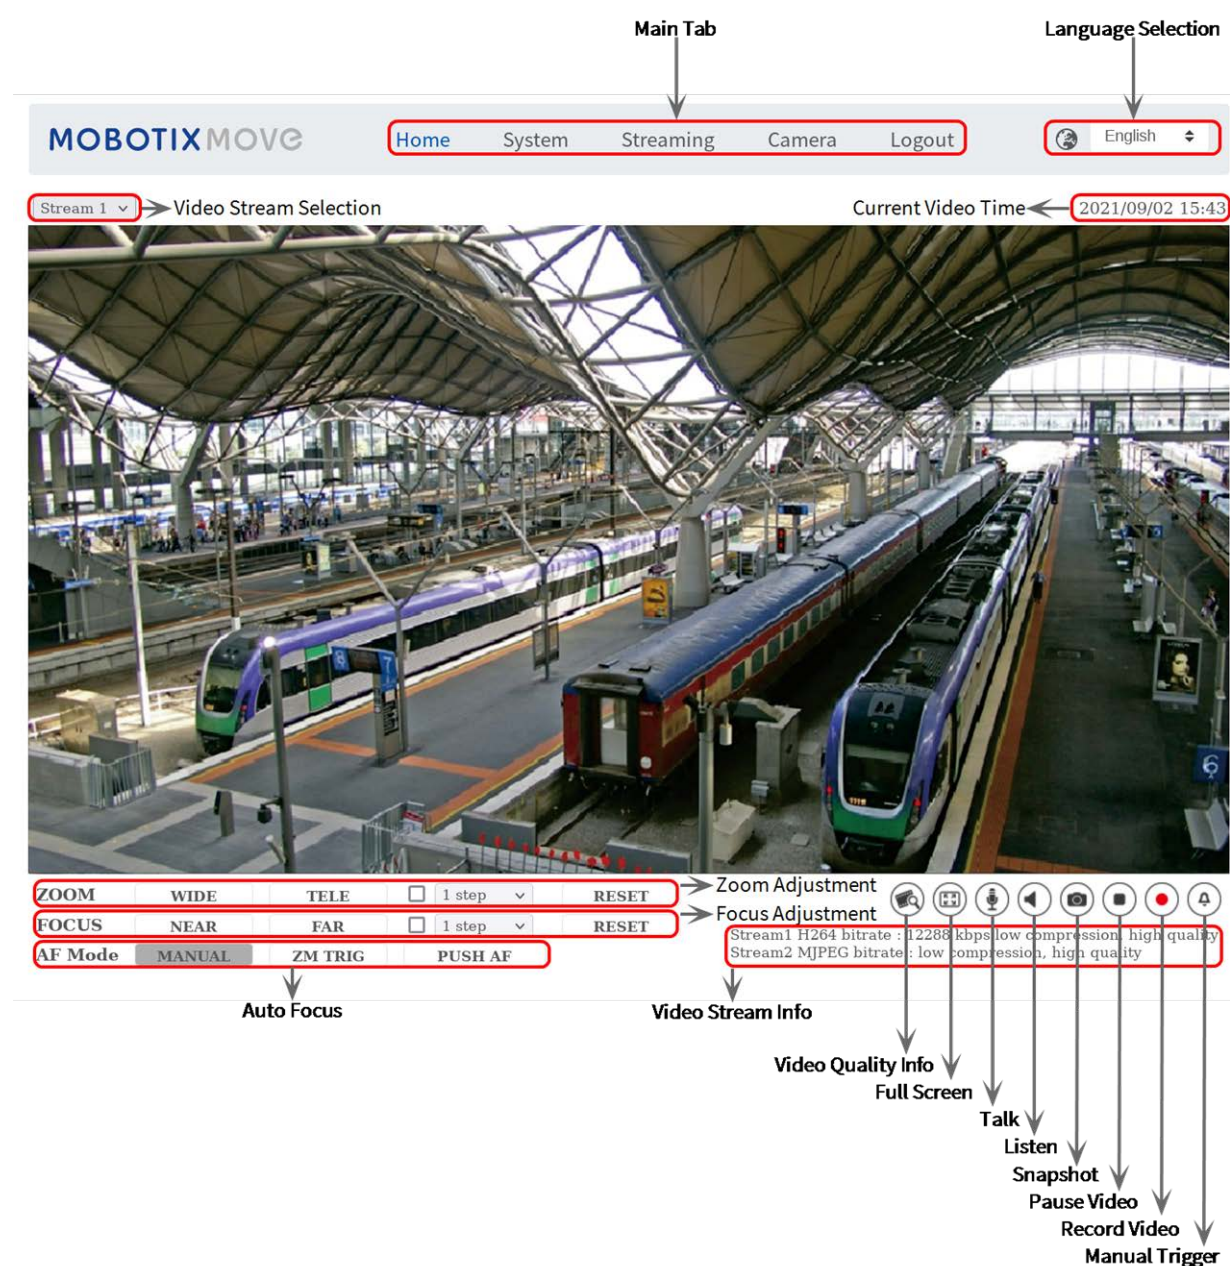 Main Tab
Language Selection
MOBOTIX MOVE
Home System Streaming Camera Logout
English
Stream 1
Video Stream Selection
Current Video Time
2021/09/02 15:43
8 7
6
ZOOM WIDE TELE 1 step RESET
Zoom Adjustment
FOCUS NEAR FAR 1 step RESET
Focus Adjustment
AF Mode MANUAL ZM TRIG PUSH AF
Stream1 H264 bitrate : 12288 kbps low compression, high quality
Stream2 MJPEG bitrate : low compression, high quality
Auto Focus
Video Stream Info
Video Quality Info
Full Screen
Talk
Listen
Snapshot
Pause Video
Record Video
Manual Trigger